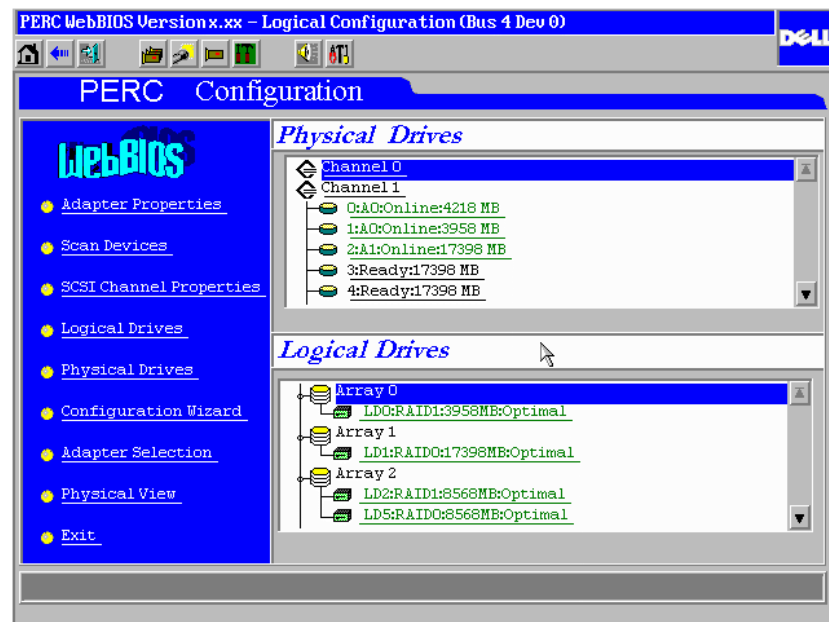 PERC WebBIOS Version x.xx – Logical Configuration (Bus 4 Dev 0)
DELL
PERC Configuration
WebBIOS
Adapter Properties
Scan Devices
SCSI Channel Properties
Logical Drives
Physical Drives
Configuration Wizard
Adapter Selection
Physical View
Exit
Physical Drives
Channel 0
Channel 1
0:A0:Online:4218 MB
1:A0:Online:3958 MB
2:A1:Online:17398 MB
3:Ready:17398 MB
4:Ready:17398 MB
Logical Drives
Array 0
LD0:RAID1:3958MB:Optimal
Array 1
LD1:RAID0:17398MB:Optimal
Array 2
LD2:RAID1:8568MB:Optimal
LD5:RAID0:8568MB:Optimal